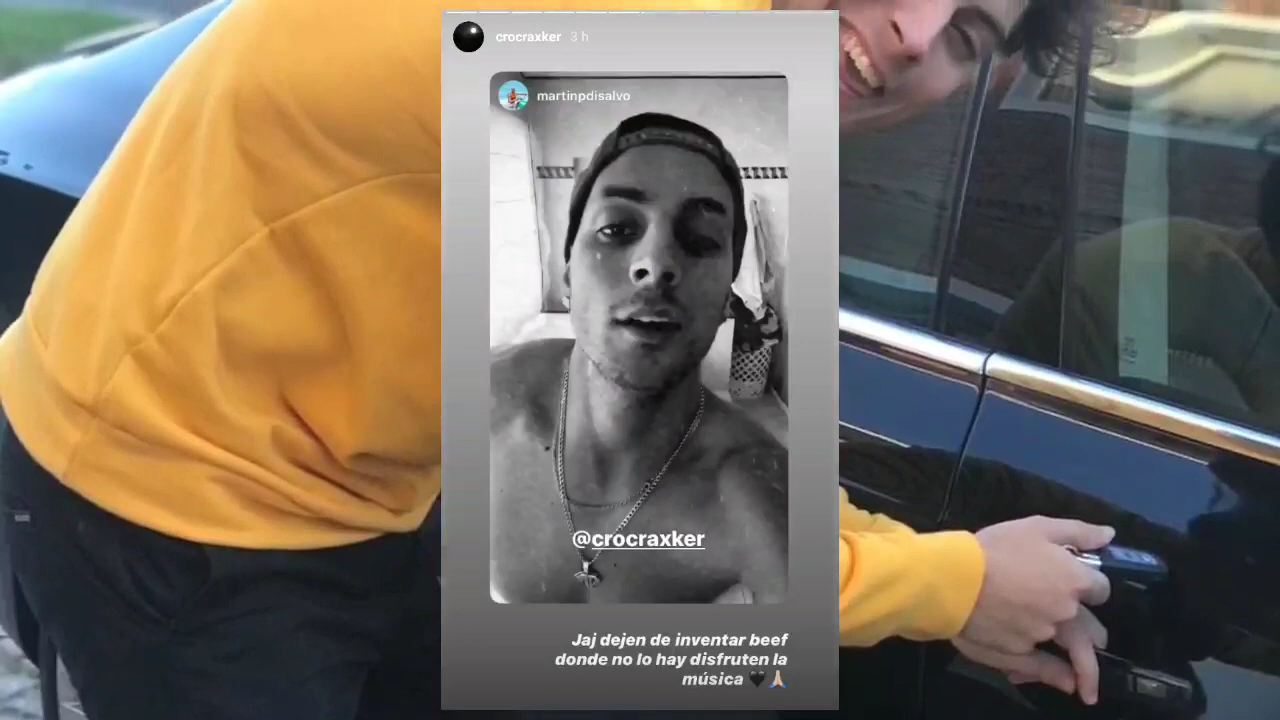 crocraxker 3 h
martinpdisalvo
@crocraxker
Jaj dejen de inventar beef
donde no lo hay disfruten la
música 🖤🙏🏼